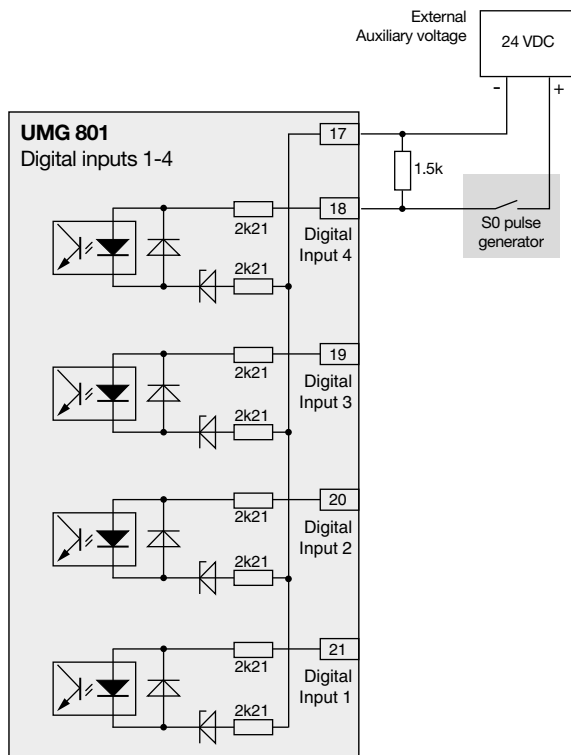 External
Auxiliary voltage
24 VDC
- +
UMG 801
Digital inputs 1-4
17
1.5k
18
S0 pulse
generator
2k21
Digital
Input 4
2k21
19
2k21
Digital
Input 3
2k21
20
2k21
Digital
Input 2
2k21
21
2k21
Digital
Input 1
2k21